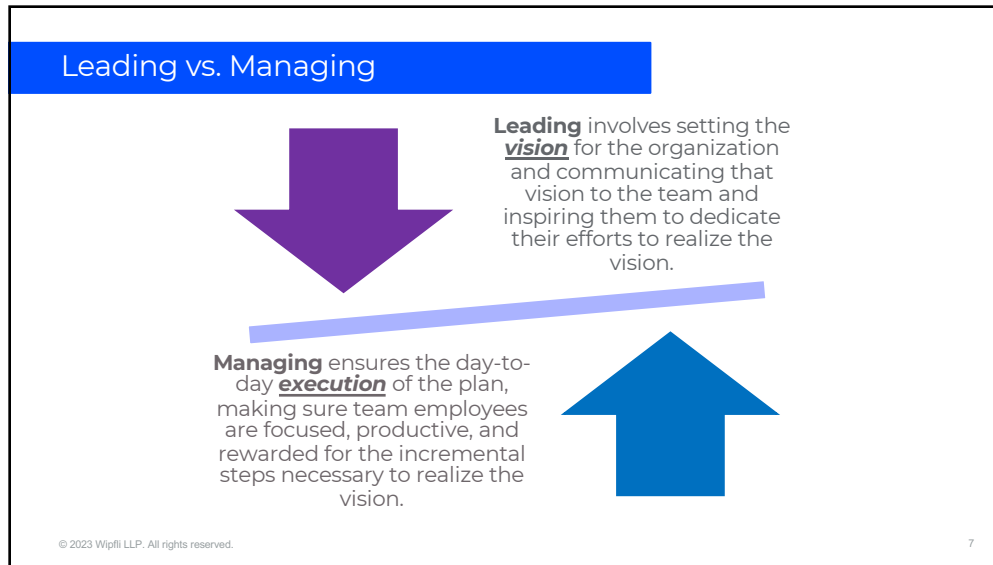 Leading vs. Managing
Leading involves setting the
vision for the organization
and communicating that
vision to the team and
inspiring them to dedicate
their efforts to realize the
vision.
Managing ensures the day-to-
day execution of the plan,
making sure team employees
are focused, productive, and
rewarded for the incremental
steps necessary to realize the
vision.
© 2023 Wipfli LLP. All rights reserved.
7